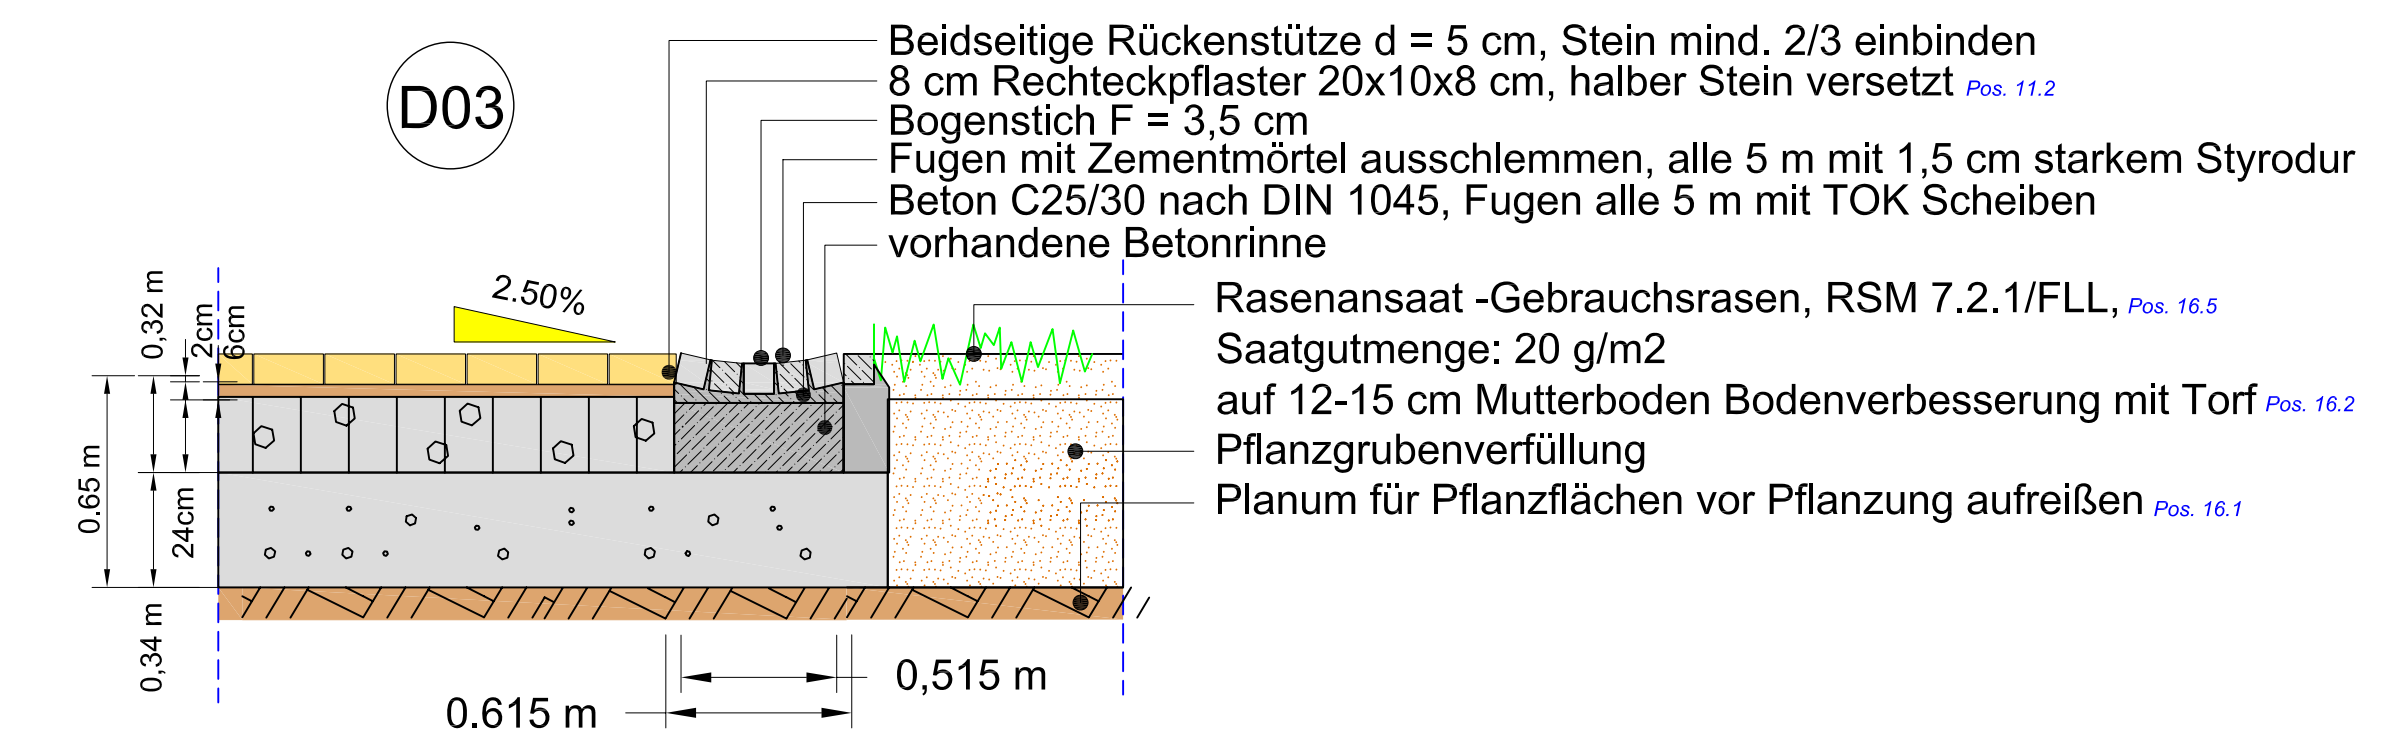 D03
Beidseitige Rückenstütze d = 5 cm, Stein mind. 2/3 einbinden
8 cm Rechteckpflaster 20x10x8 cm, halber Stein versetzt Pos. 11.2
Bogenstich F = 3,5 cm
Fugen mit Zementmörtel ausschlemmen, alle 5 m mit 1,5 cm starkem Styrodur
Beton C25/30 nach DIN 1045, Fugen alle 5 m mit TOK Scheiben
vorhandene Betonrinne
2.50%
0,32 m
2cm
6cm
Rasenansaat -Gebrauchsrasen, RSM 7.2.1/FLL, Pos. 16.5
Saatgutmenge: 20 g/m2
auf 12-15 cm Mutterboden Bodenverbesserung mit Torf Pos. 16.2
Pflanzgrubenverfüllung
Planum für Pflanzflächen vor Pflanzung aufreißen Pos. 16.1
0.65 m
24cm
0,34 m
0,515 m
0.615 m